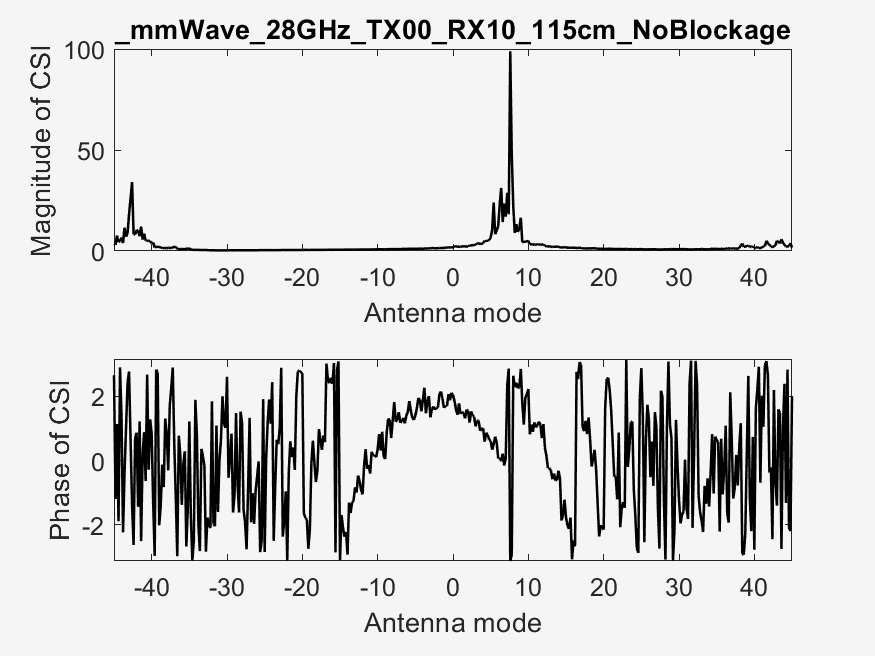 _mmWave_28GHz_TX00_RX10_115cm_NoBlockage
Magnitude of CSI
100
50
0
-40 -30 -20 -10 0 10 20 30 40
Antenna mode
Phase of CSI
2
0
-2
-40 -30 -20 -10 0 10 20 30 40
Antenna mode